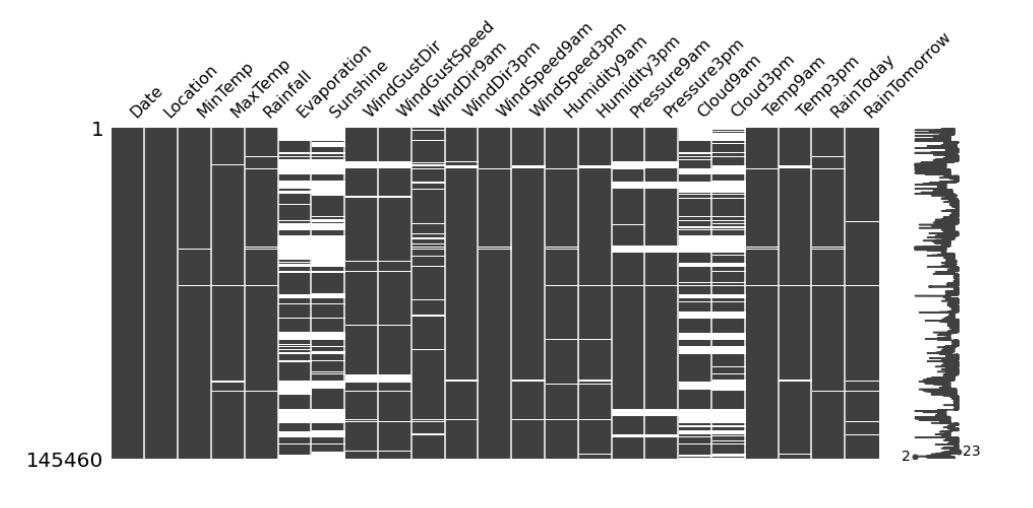 Date
Location
MinTemp
MaxTemp
Rainfall
Evaporation
Sunshine
WindGustDir
WindGustSpeed
WindDir9am
WindDir3pm
WindSpeed9am
WindSpeed3pm
Humidity9am
Humidity3pm
Pressure9am
Pressure3pm
Cloud9am
Cloud3pm
Temp9am
Temp3pm
RainToday
RainTomorrow
1
145460
2
23